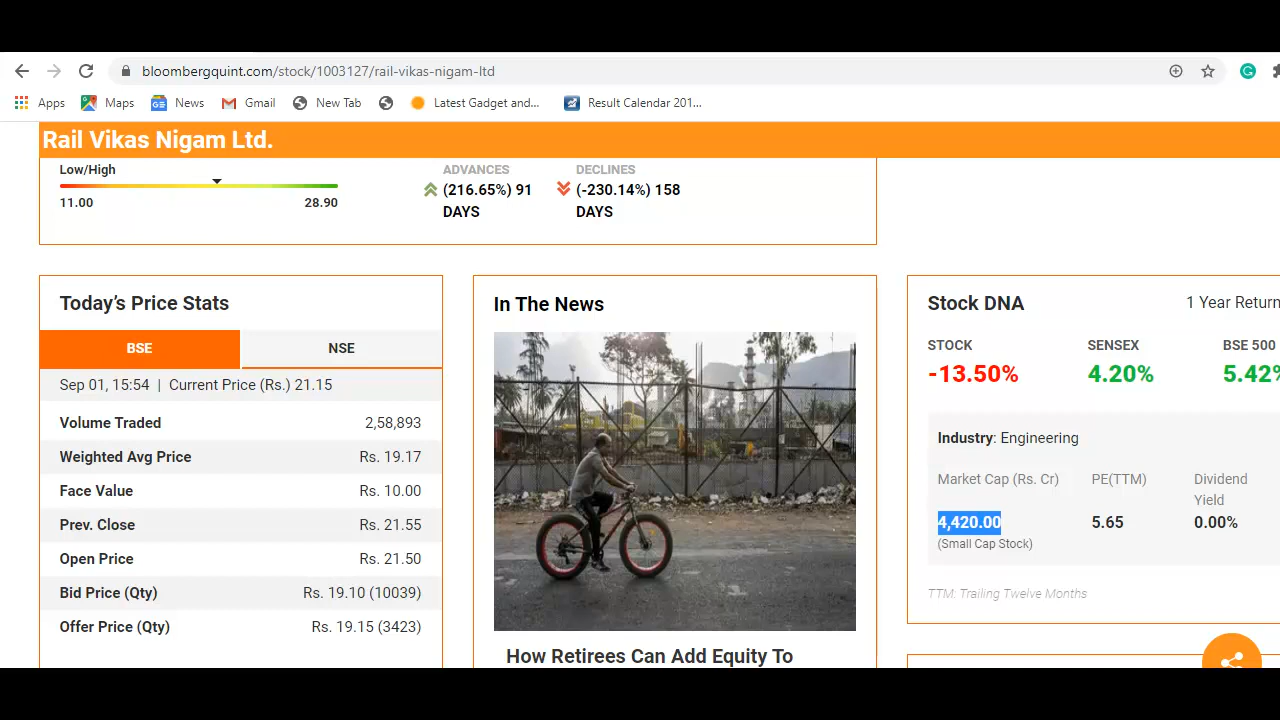 bloombergquint.com/stock/1003127/rail-vikas-nigam-ltd
Apps Maps News Gmail New Tab Latest Gadget and... Result Calendar 201...
Rail Vikas Nigam Ltd.
Low/High
11.00 28.90
ADVANCES
(216.65%) 91
DAYS
DECLINES
(-230.14%) 158
DAYS
Today's Price Stats
BSE NSE
Sep 01, 15:54 | Current Price (Rs.) 21.15
Volume Traded 2,58,893
Weighted Avg Price Rs. 19.17
Face Value Rs. 10.00
Prev. Close Rs. 21.55
Open Price Rs. 21.50
Bid Price (Qty) Rs. 19.10 (10039)
Offer Price (Qty) Rs. 19.15 (3423)
In The News
How Retirees Can Add Equity To
Stock DNA 1 Year Return
STOCK SENSEX BSE 500
-13.50% 4.20% 5.42%
Industry: Engineering
Market Cap (Rs. Cr) PE(TTM) Dividend
Yield
4,420.00 5.65 0.00%
(Small Cap Stock)
TTM: Trailing Twelve Months